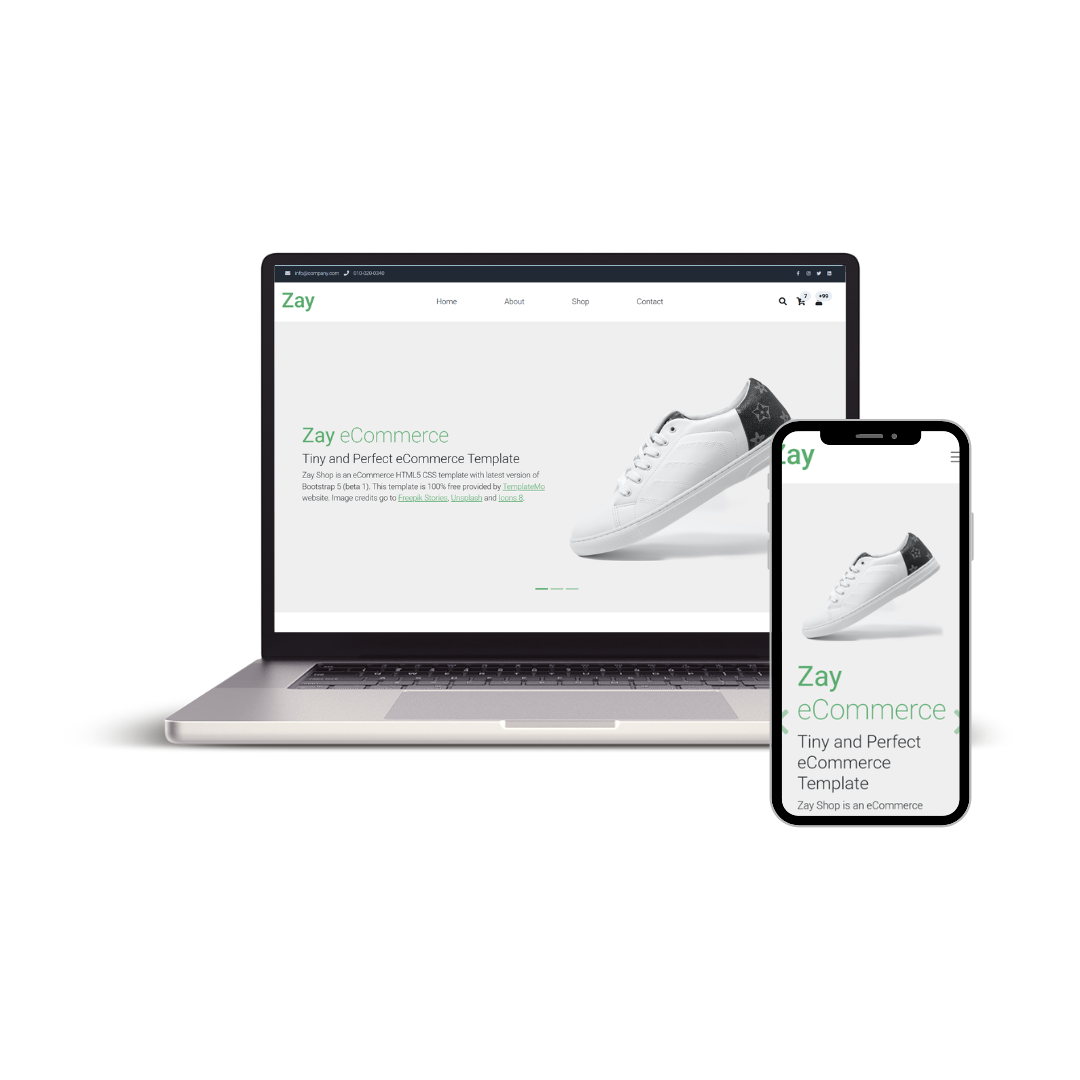 info@company.com 010-020-0340
Zay
Home About Shop Contact
7 +99
Zay eCommerce
Tiny and Perfect eCommerce Template
Zay Shop is an eCommerce HTML5 CSS template with latest version of
Bootstrap 5 (beta 1). This template is 100% free provided by TemplateMo
website. Image credits go to Freepik Stories, Unsplash and Icons 8.
Zay
Zay
eCommerce
Tiny and Perfect
eCommerce
Template
Zay Shop is an eCommerce